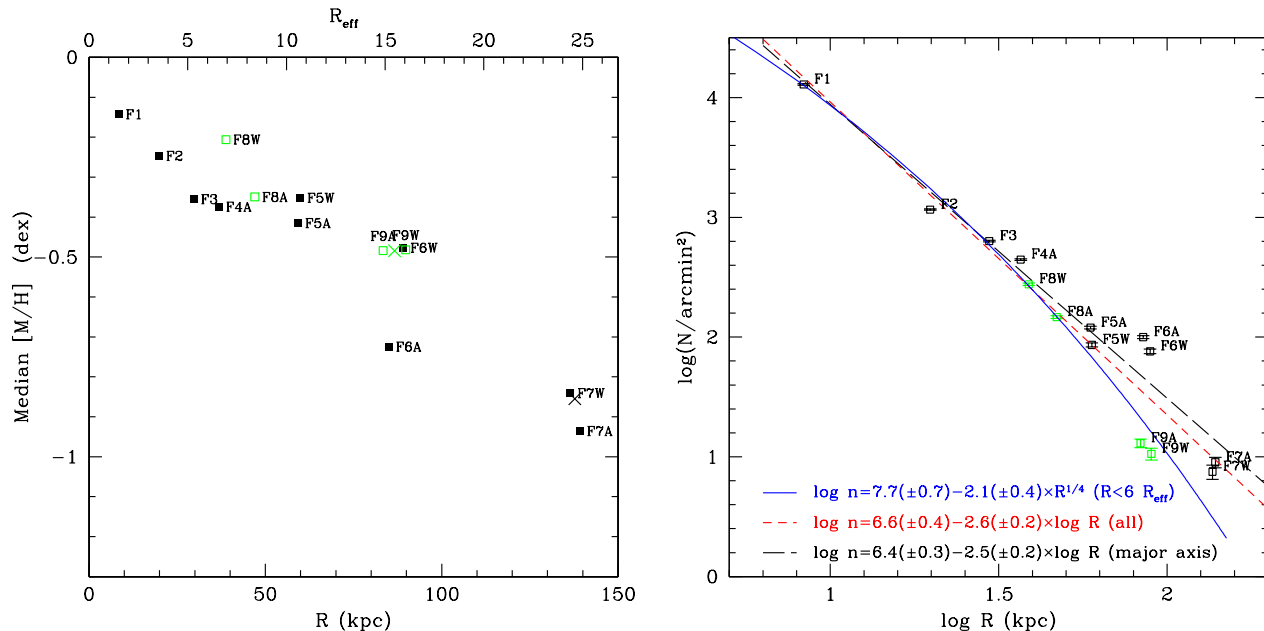 R_eff
0 5 10 15 20 25
0
-0.5
-1
Median [M/H] (dex)
F1
F2
F3
F4A
F8W
F8A
F5W
F5A
F9A
F9W
F6W
F6A
F7W
F7A
0 50 100 150
R (kpc)
4
3
2
1
0
log(N/arcmin²)
F1
F2
F3
F4A
F8W
F8A
F5A
F5W
F6A
F6W
F9A
F9W
F7A
F7W
log n=7.7(±0.7)−2.1(±0.4)×R^1/4 (R<6 R_eff)
log n=6.6(±0.4)−2.6(±0.2)×log R (all)
log n=6.4(±0.3)−2.5(±0.2)×log R (major axis)
1 1.5 2
log R (kpc)